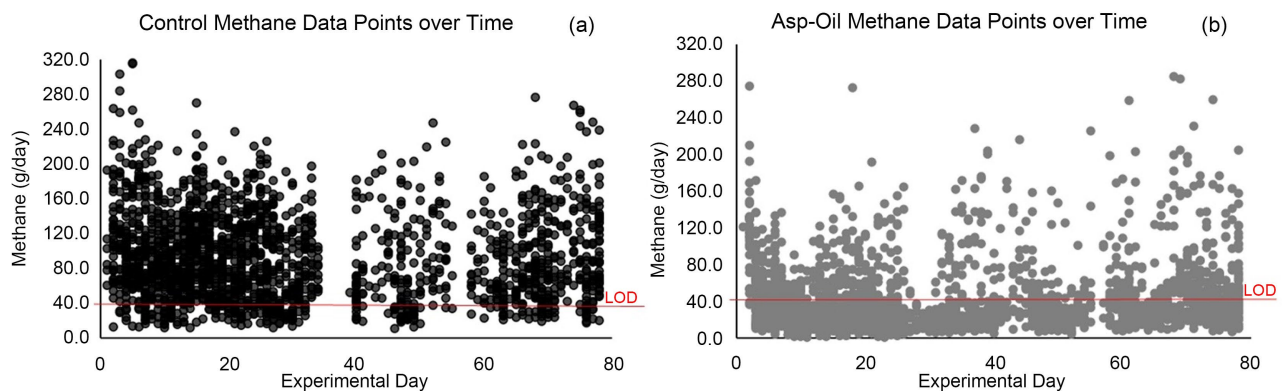 Control Methane Data Points over Time (a)
Methane (g/day)
320.0
280.0
240.0
200.0
160.0
120.0
80.0
40.0
0.0
LOD
0 20 40 60 80
Experimental Day
Asp-Oil Methane Data Points over Time (b)
Methane (g/day)
320.0
280.0
240.0
200.0
160.0
120.0
80.0
40.0
0.0
LOD
0 20 40 60 80
Experimental Day